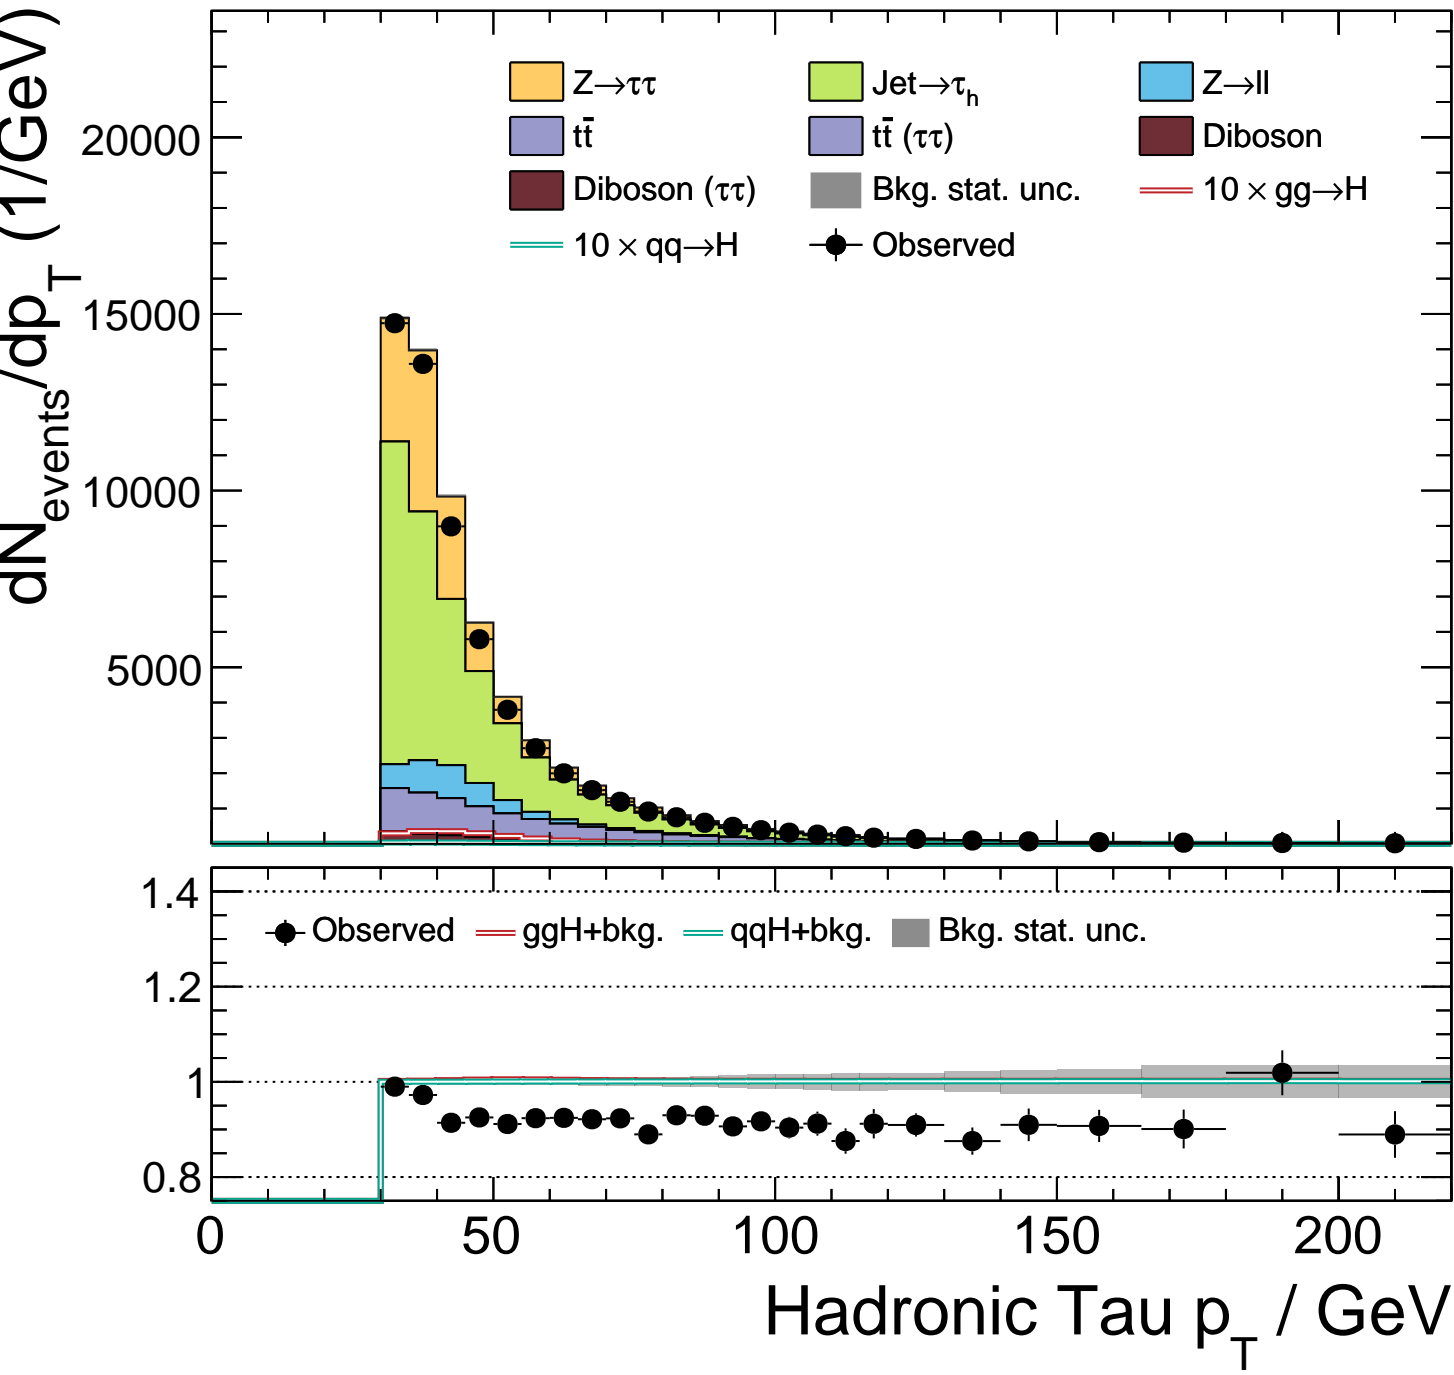 dN_events/dp_T (1/GeV)
Z→ττ Jet→τ_h Z→ll
tt̄ tt̄ (ττ) Diboson
Diboson (ττ) Bkg. stat. unc. 10 × gg→H
10 × qq→H Observed
20000
15000
10000
5000
Observed ggH+bkg. qqH+bkg. Bkg. stat. unc.
1.4
1.2
1
0.8
0 50 100 150 200
Hadronic Tau p_T / GeV